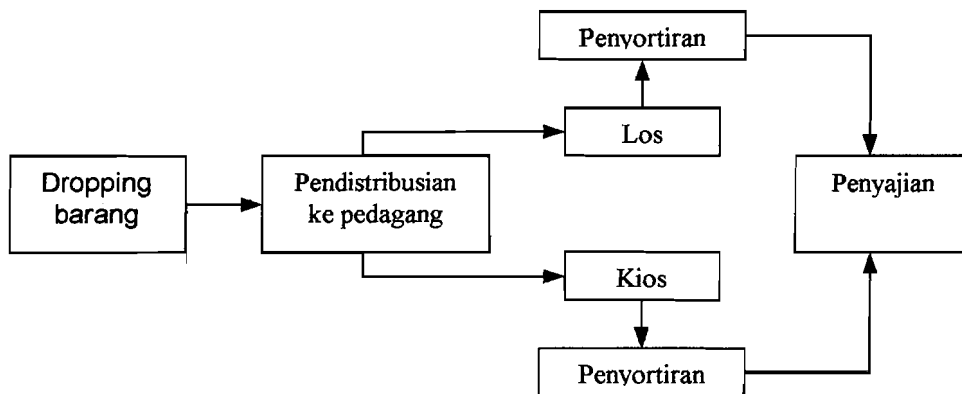 Penyortiran
Los
Dropping
barang
Pendistribusian
ke pedagang
Penyajian
Kios
Penyortiran